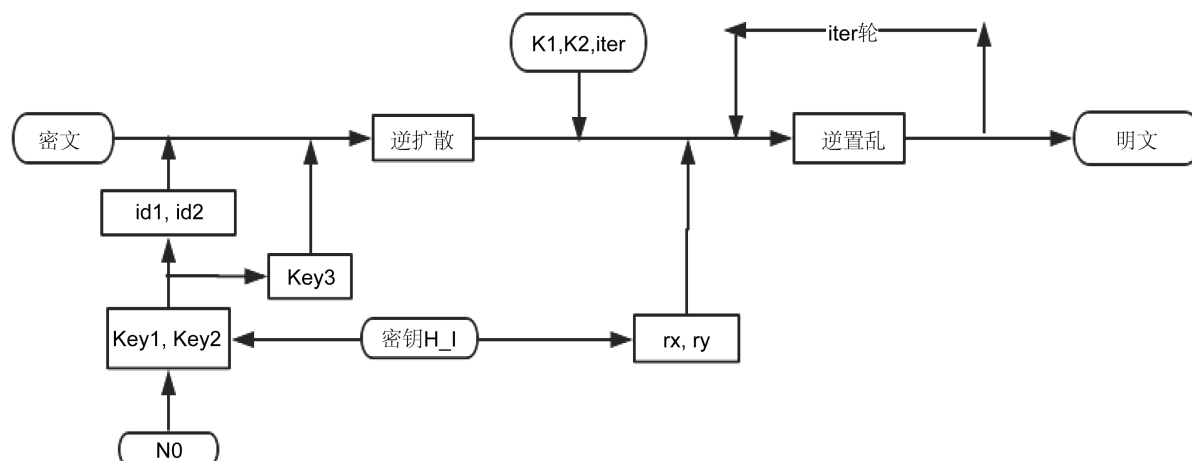 K1,K2,iter
iter轮
密文
逆扩散
逆置乱
明文
id1, id2
Key3
Key1, Key2
密钥H_I
rx, ry
N0